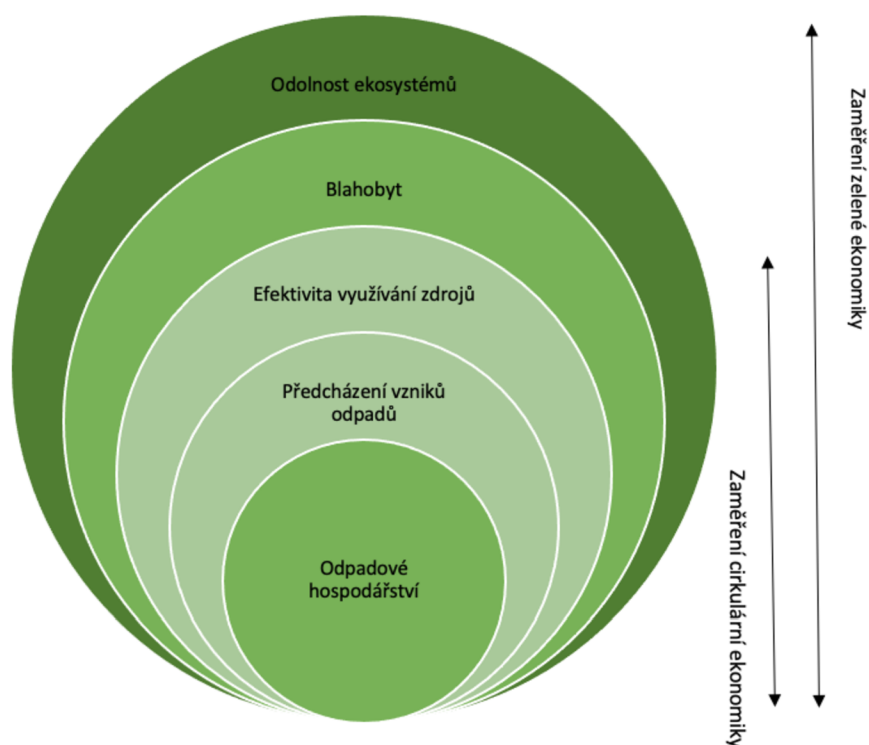 Odolnost ekosystémů
Blahobyt
Efektivita využívání zdrojů
Předcházení vzniků
odpadů
Odpadové
hospodářství
Zaměření cirkulární ekonomiky
Zaměření zelené ekonomiky